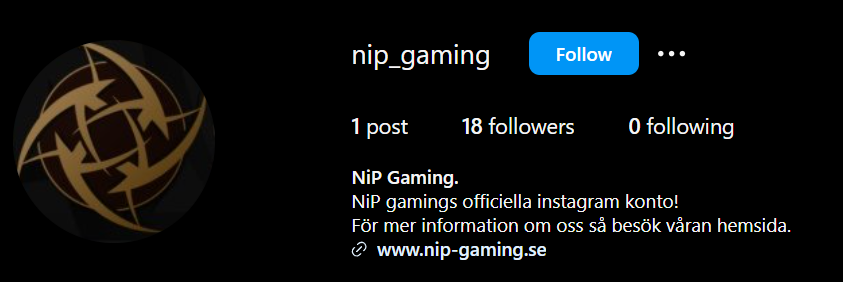 nip_gaming Follow
1 post 18 followers 0 following
NiP Gaming.
NiP gamings officiella instagram konto!
För mer information om oss så besök våran hemsida.
www.nip-gaming.se